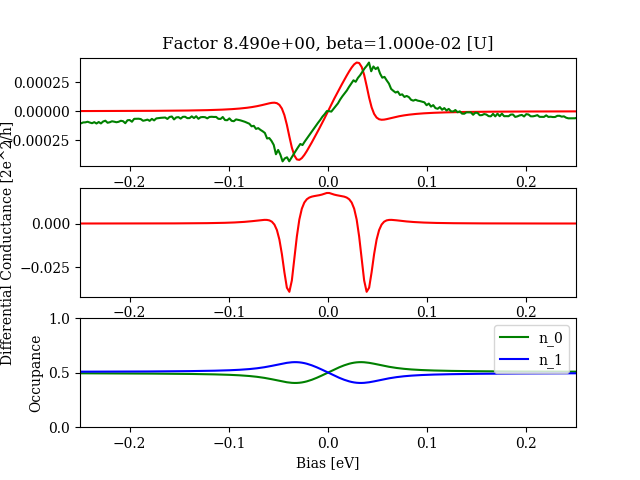 Factor 8.490e+00, beta=1.000e-02 [U]
0.00025
0.00000
0.00025
−0.2 −0.1 0.0 0.1 0.2
Differential Conductance [2e^2/h]
0.000
−0.025
−0.2 −0.1 0.0 0.1 0.2
1.0
0.5
0.0
Occupance
n_0
n_1
−0.2 −0.1 0.0 0.1 0.2
Bias [eV]